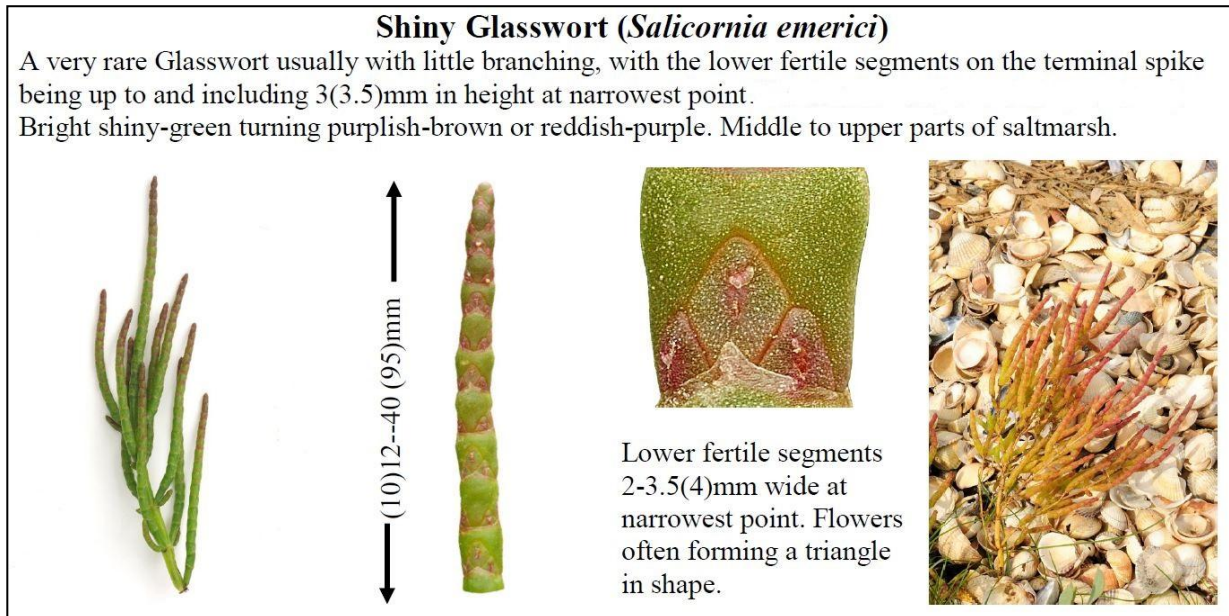 Shiny Glasswort (Salicornia emerici)
A very rare Glasswort usually with little branching, with the lower fertile segments on the terminal spike
being up to and including 3(3.5)mm in height at narrowest point.
Bright shiny-green turning purplish-brown or reddish-purple. Middle to upper parts of saltmarsh.
(10)12--40 (95)mm
Lower fertile segments
2-3.5(4)mm wide at
narrowest point. Flowers
often forming a triangle
in shape.